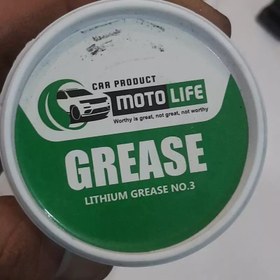 CAR PRODUCT
MOTO LIFE
Worthy is great, not great, not worthy
GREASE
LITHIUM GREASE NO.3